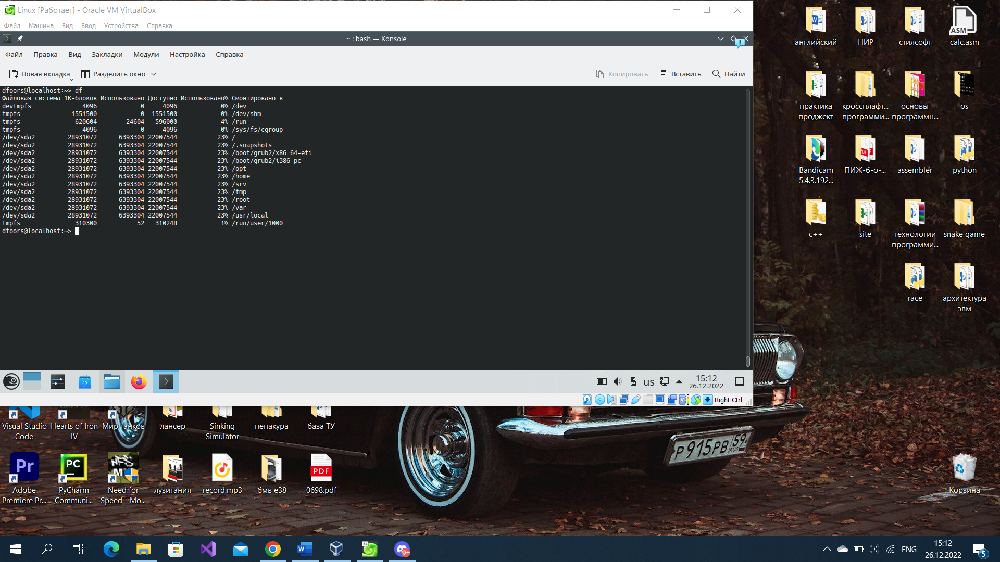 Linux [Работает] - Oracle VM VirtualBox
Файл Машина Вид Ввод Устройства Справка
~ : bash — Konsole
Файл Правка Вид Закладки Модули Настройка Справка
Новая вкладка Разделить окно Копировать Вставить Найти
dfoors@localhost:~> df
Файловая система 1K-блоков Использовано Доступно Использовано% Смонтировано в
devtmpfs 4096 0 4096 0% /dev
tmpfs 1551500 0 1551500 0% /dev/shm
tmpfs 620604 24604 596000 4% /run
tmpfs 4096 0 4096 0% /sys/fs/cgroup
/dev/sda2 28931072 6393304 22007544 23% /
/dev/sda2 28931072 6393304 22007544 23% /.snapshots
/dev/sda2 28931072 6393304 22007544 23% /boot/grub2/x86_64-efi
/dev/sda2 28931072 6393304 22007544 23% /boot/grub2/i386-pc
/dev/sda2 28931072 6393304 22007544 23% /opt
/dev/sda2 28931072 6393304 22007544 23% /home
/dev/sda2 28931072 6393304 22007544 23% /srv
/dev/sda2 28931072 6393304 22007544 23% /tmp
/dev/sda2 28931072 6393304 22007544 23% /root
/dev/sda2 28931072 6393304 22007544 23% /var
/dev/sda2 28931072 6393304 22007544 23% /usr/local
tmpfs 310300 52 310248 1% /run/user/1000
dfoors@localhost:~>
us
15:12
26.12.2022
Right Ctrl
английский НИР стилсофт calc.asm
ASM
практика
проджект
кроссплафт...
программи...
основы
программн...
os
Bandicam
5.4.3.192...
ПИЖ-б-о-...
assembler
python
c++
site
технологии
программи...
snake game
race
архитектура
эвм
Visual Studio
Code
Hearts of Iron
IV
Мир танков
лансер
Sinking
Simulator
пепакура
база ТУ
Pr
PC
PDF
Adobe
Premiere Pr...
PyCharm
Communi...
Need for
Speed - Mo...
лузитания
record.mp3
бмв е38
0698.pdf
Корзина
Р915РВ 59
RUS
64
9+
ENG
15:12
26.12.2022
5